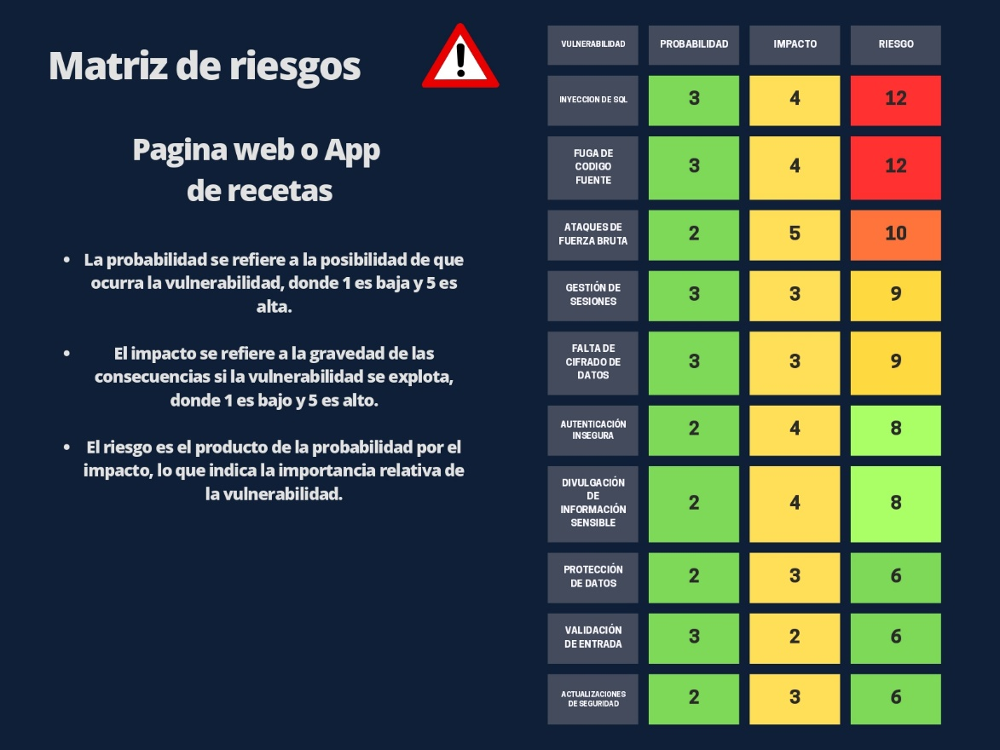 Matriz de riesgos
Pagina web o App
de recetas
• La probabilidad se refiere a la posibilidad de que
ocurra la vulnerabilidad, donde 1 es baja y 5 es
alta.
• El impacto se refiere a la gravedad de las
consecuencias si la vulnerabilidad se explota,
donde 1 es bajo y 5 es alto.
• El riesgo es el producto de la probabilidad por el
impacto, lo que indica la importancia relativa de
la vulnerabilidad.
VULNERABILIDAD PROBABILIDAD IMPACTO RIESGO
INYECCION DE SQL 3 4 12
FUGA DE
CODIGO
FUENTE
3 4 12
ATAQUES DE
FUERZA BRUTA
2 5 10
GESTIÓN DE
SESIONES
3 3 9
FALTA DE
CIFRADO DE
DATOS
3 3 9
AUTENTICACIÓN
INSEGURA
2 4 8
DIVULGACIÓN
DE
INFORMACIÓN
SENSIBLE
2 4 8
PROTECCIÓN
DE DATOS
2 3 6
VALIDACIÓN
DE ENTRADA
3 2 6
ACTUALIZACIONES
DE SEGURIDAD
2 3 6